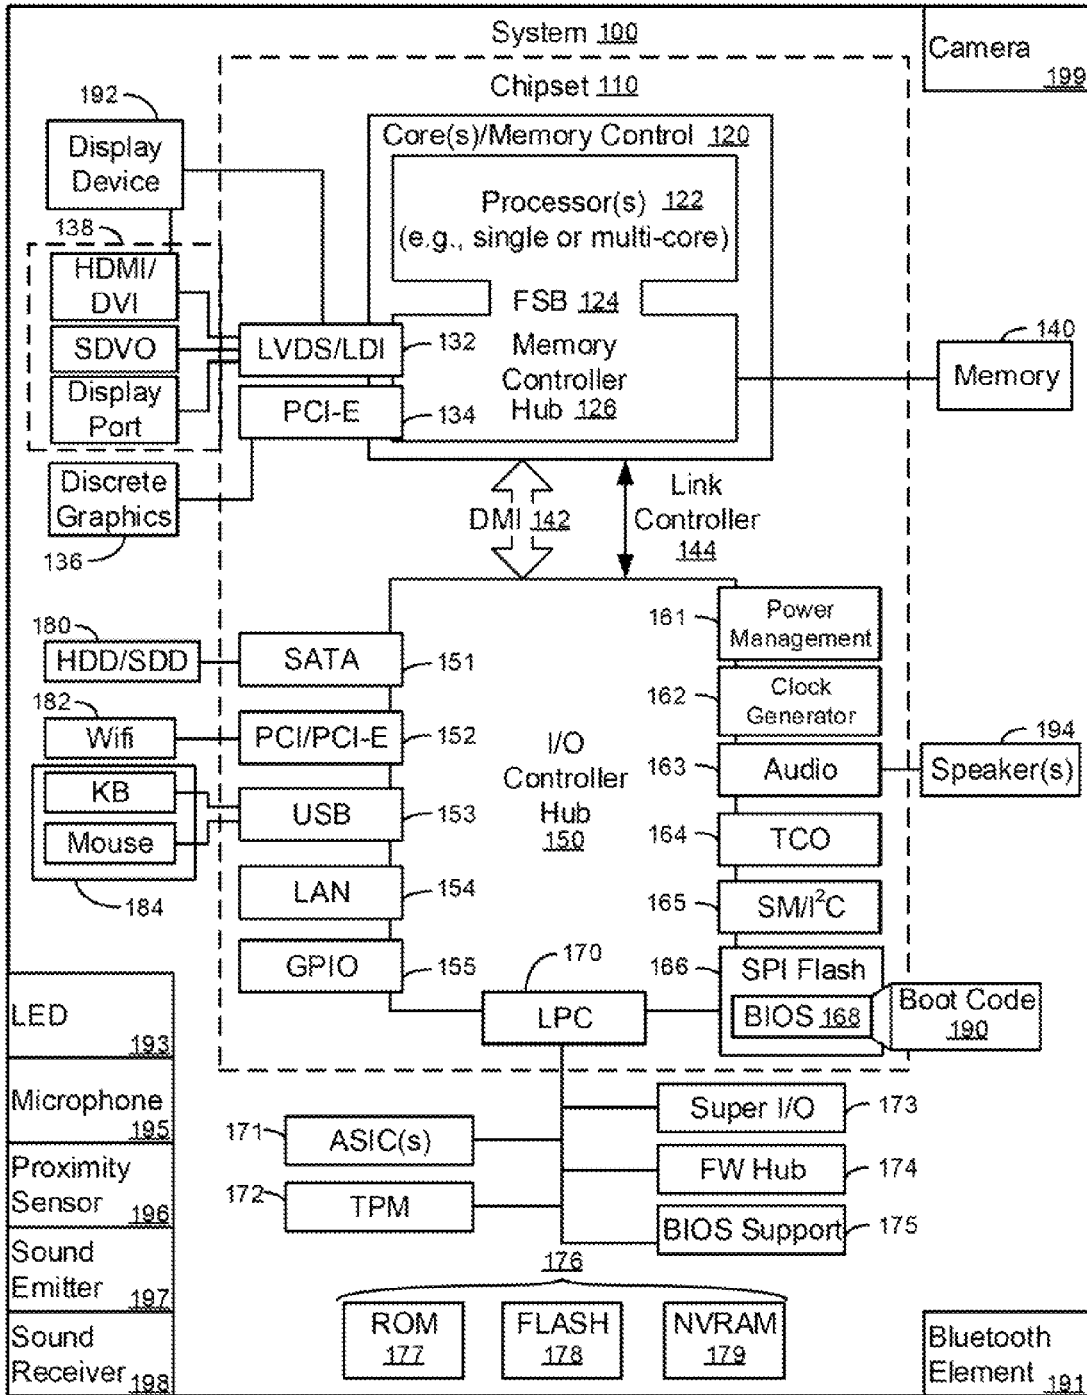 System 100
Camera
199
Chipset 110
192
Display
Device
Core(s)/Memory Control 120
Processor(s) 122
(e.g., single or multi-core)
138
HDMI/
DVI
SDVO
Display
Port
FSB 124
LVDS/LDI
132
Memory
Controller
Hub 126
PCI-E
134
140
Memory
Discrete
Graphics
136
DMI 142
Link
Controller
144
161
Power
Management
180
HDD/SDD
SATA
151
162
Clock
Generator
182
Wifi
PCI/PCI-E
152
I/O
Controller
Hub
150
163
Audio
194
Speaker(s)
KB
Mouse
184
USB
153
164
TCO
LAN
154
165
SM/I²C
GPIO
155
170
LPC
166
SPI Flash
BIOS 168
Boot Code
190
LED
193
Microphone
195
Proximity
Sensor
196
Sound
Emitter
197
Sound
Receiver
198
171
ASIC(s)
172
TPM
Super I/O
173
FW Hub
174
BIOS Support
175
176
ROM
177
FLASH
178
NVRAM
179
Bluetooth
Element
191